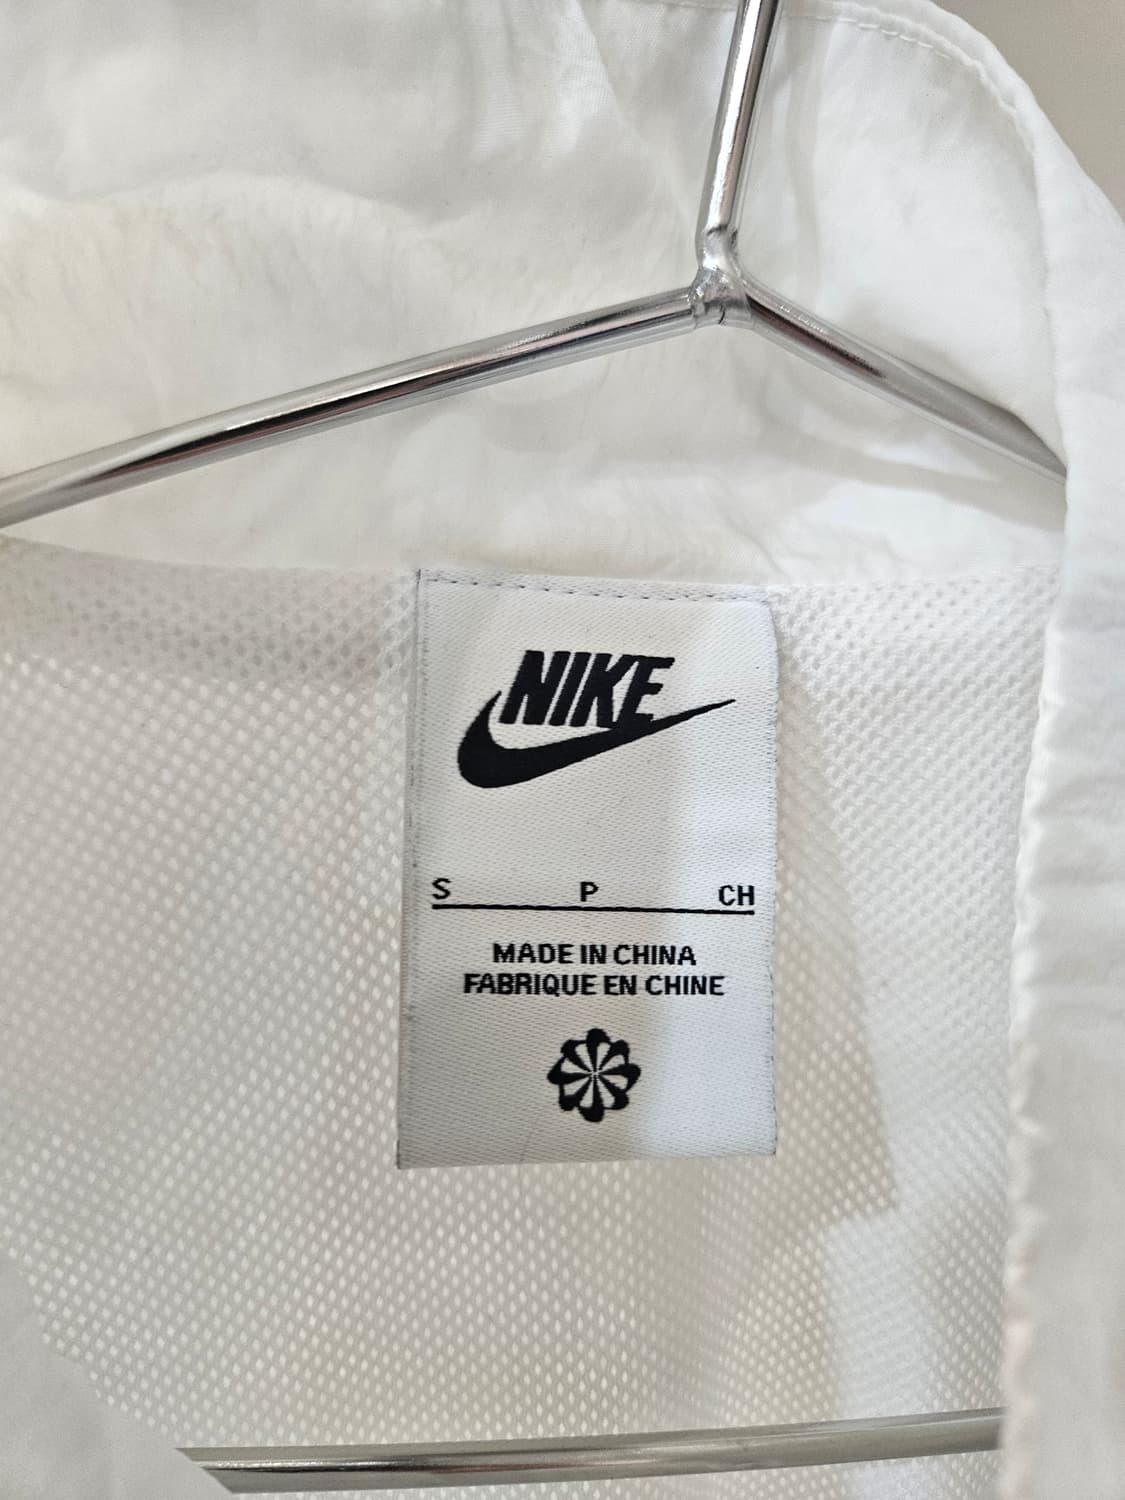 NIKE
S P CH
MADE IN CHINA
FABRIQUE EN CHINE